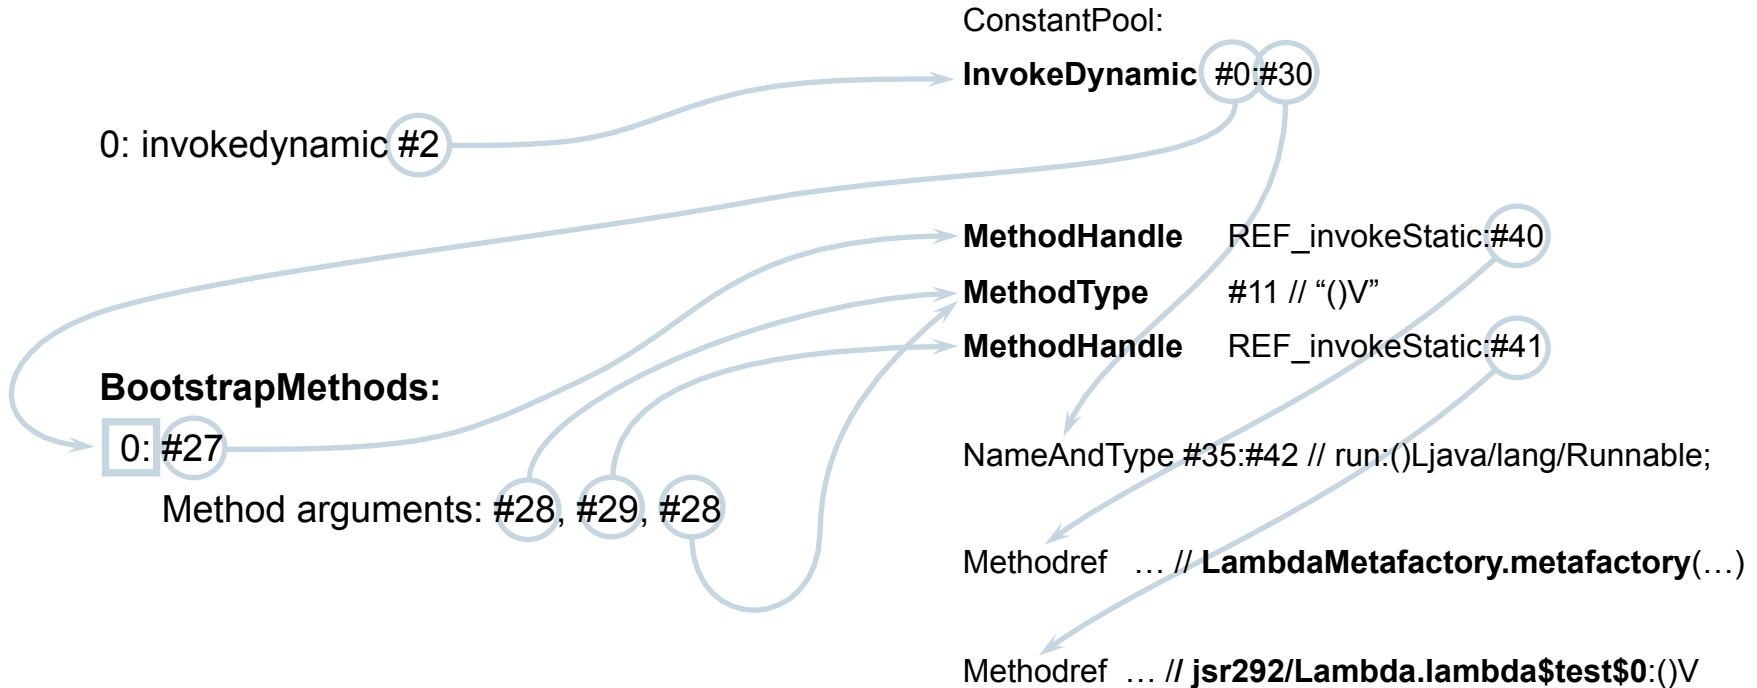 ConstantPool:
InvokeDynamic #0:#30
0: invokedynamic #2
MethodHandle REF_invokeStatic:#40
MethodType #11 // “()V”
MethodHandle REF_invokeStatic:#41
BootstrapMethods:
0: #27
Method arguments: #28, #29, #28
NameAndType #35:#42 // run:()Ljava/lang/Runnable;
Methodref … // LambdaMetafactory.metafactory(…)
Methodref … // jsr292/Lambda.lambda$test$0:()V